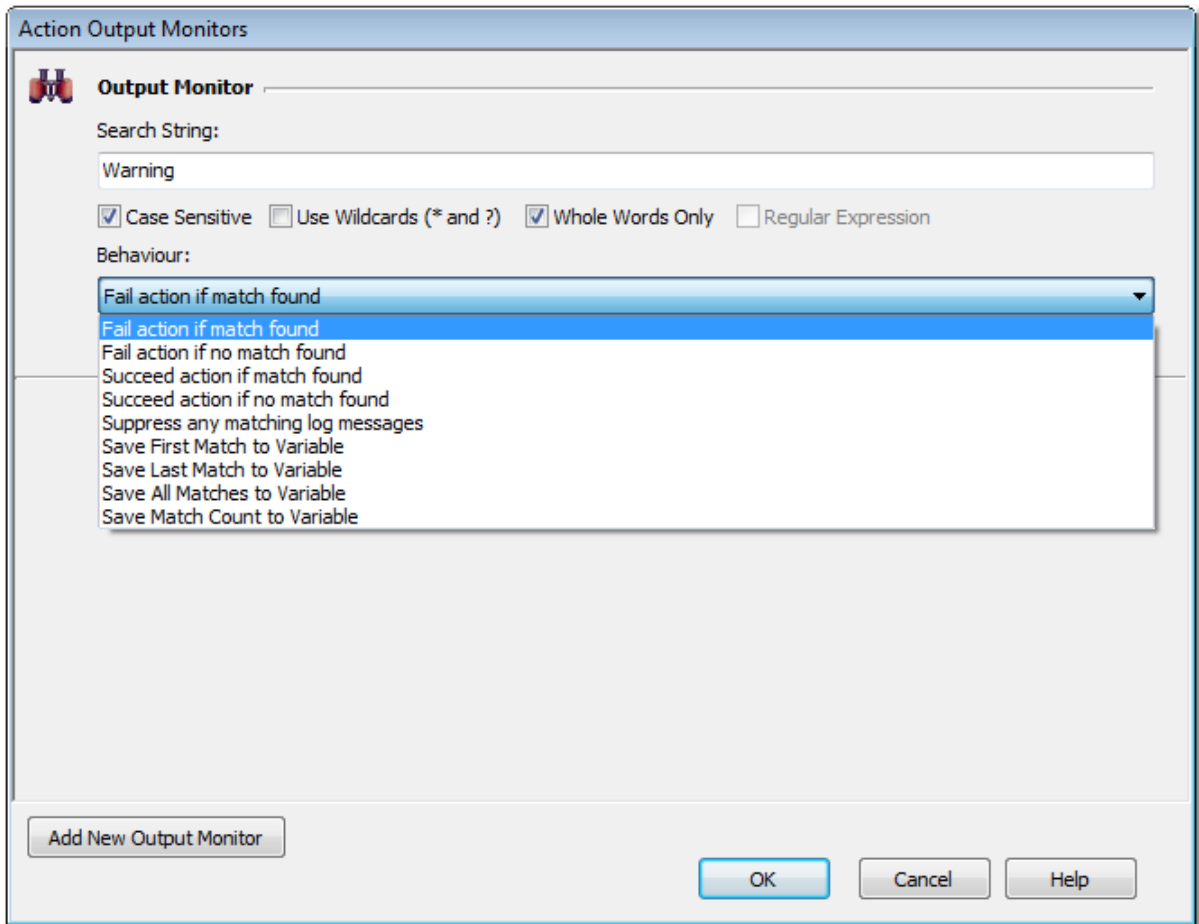 Action Output Monitors
Output Monitor
Search String:
Warning
Case Sensitive Use Wildcards (* and ?) Whole Words Only Regular Expression
Behaviour:
Fail action if match found
Fail action if match found
Fail action if no match found
Succeed action if match found
Succeed action if no match found
Suppress any matching log messages
Save First Match to Variable
Save Last Match to Variable
Save All Matches to Variable
Save Match Count to Variable
Add New Output Monitor
OK Cancel Help